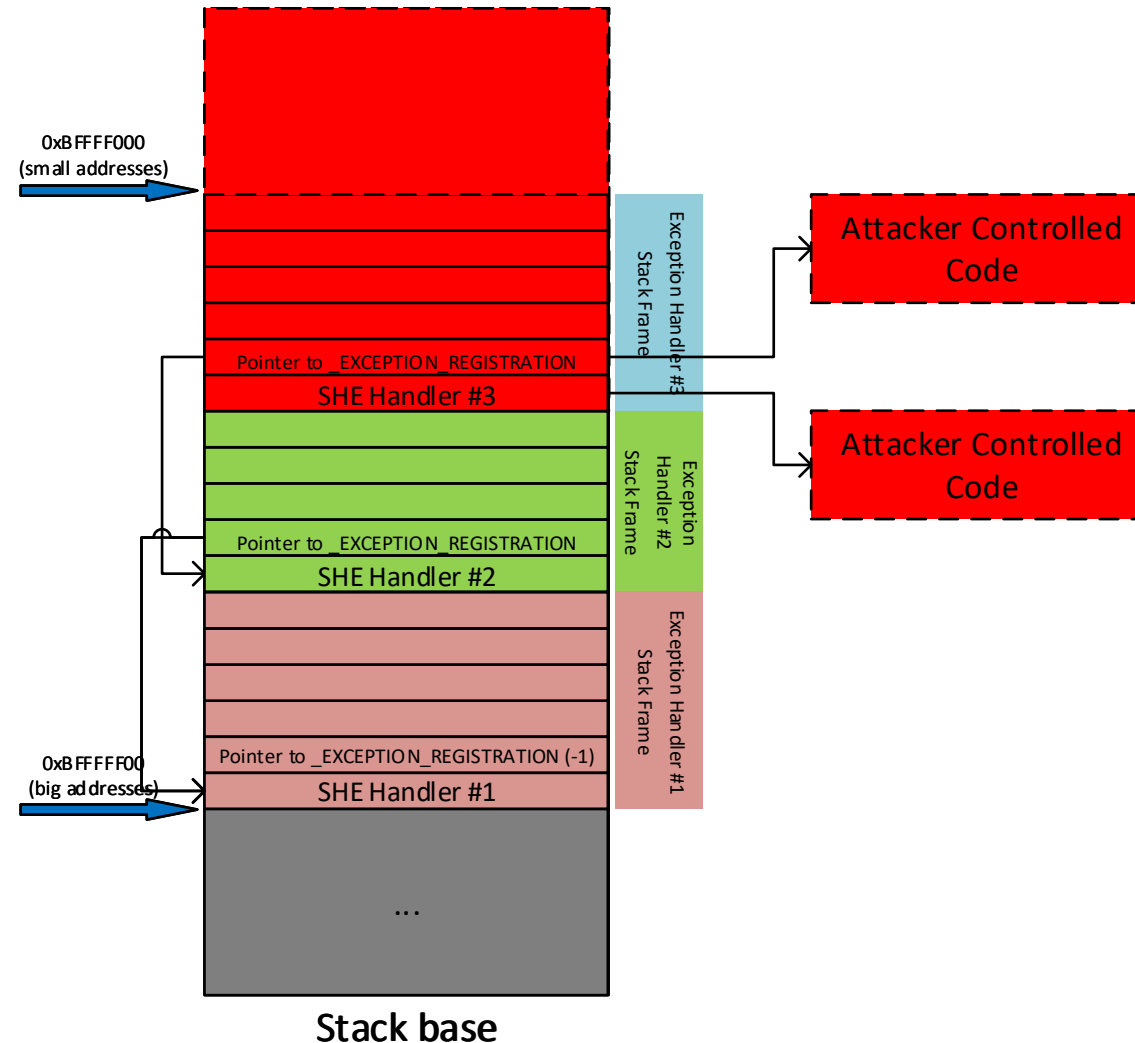 0xBFFFF000
(small addresses)
Exception Handler #3
Stack Frame
Attacker Controlled
Code
Pointer to _EXCEPTION_REGISTRATION
SHE Handler #3
Attacker Controlled
Code
Exception
Handler #2
Stack Frame
Pointer to _EXCEPTION_REGISTRATION
SHE Handler #2
Exception Handler #1
Stack Frame
Pointer to _EXCEPTION_REGISTRATION (-1)
0xBFFFFF00
(big addresses)
SHE Handler #1
...
Stack base